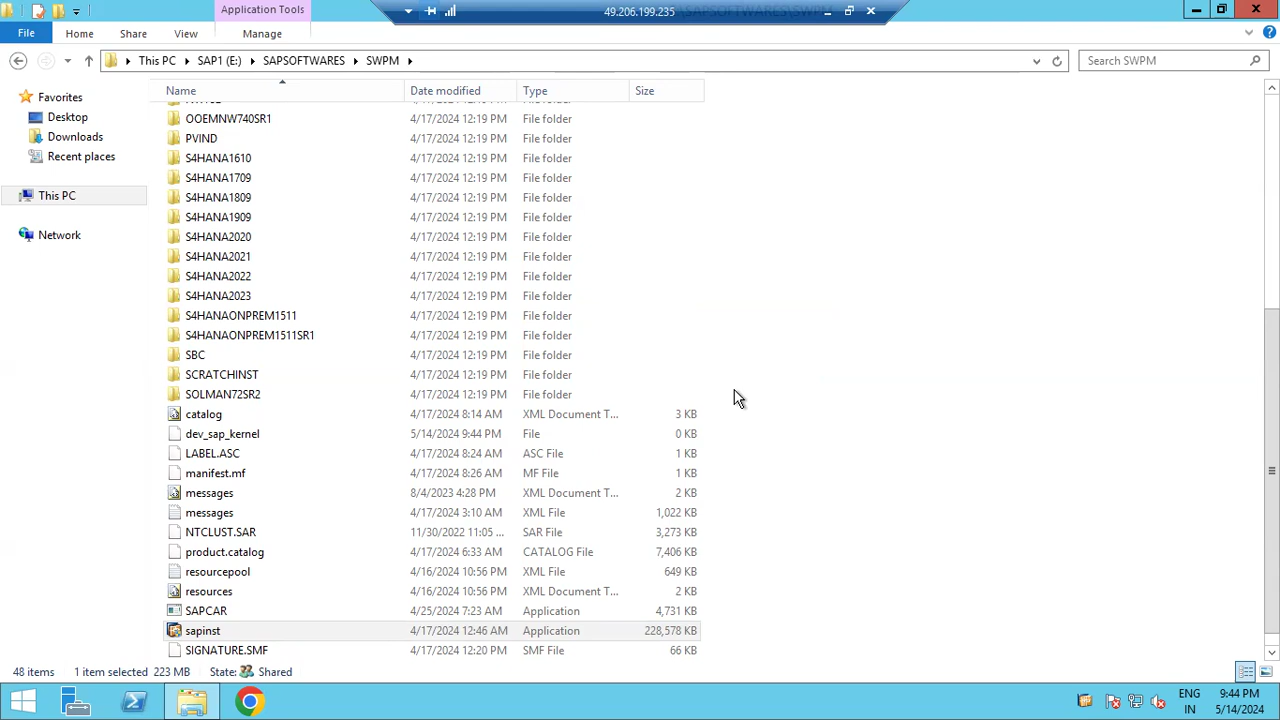 Application Tools
49.206.199.235
SAPSOFTWARES\SWPM
File Home Share View Manage
This PC SAP1 (E:) SAPSOFTWARES SWPM
Search SWPM
Favorites
Desktop
Downloads
Recent places
This PC
Network
Name Date modified Type Size
OOEMNW740SR1 4/17/2024 12:19 PM File folder
PVIND 4/17/2024 12:19 PM File folder
S4HANA1610 4/17/2024 12:19 PM File folder
S4HANA1709 4/17/2024 12:19 PM File folder
S4HANA1809 4/17/2024 12:19 PM File folder
S4HANA1909 4/17/2024 12:19 PM File folder
S4HANA2020 4/17/2024 12:19 PM File folder
S4HANA2021 4/17/2024 12:19 PM File folder
S4HANA2022 4/17/2024 12:19 PM File folder
S4HANA2023 4/17/2024 12:19 PM File folder
S4HANAONPREM1511 4/17/2024 12:19 PM File folder
S4HANAONPREM1511SR1 4/17/2024 12:19 PM File folder
SBC 4/17/2024 12:19 PM File folder
SCRATCHINST 4/17/2024 12:19 PM File folder
SOLMAN72SR2 4/17/2024 12:19 PM File folder
catalog 4/17/2024 8:14 AM XML Document T... 3 KB
dev_sap_kernel 5/14/2024 9:44 PM File 0 KB
LABEL.ASC 4/17/2024 8:24 AM ASC File 1 KB
manifest.mf 4/17/2024 8:26 AM MF File 1 KB
messages 8/4/2023 4:28 PM XML Document T... 2 KB
messages 4/17/2024 3:10 AM XML File 1,022 KB
NTCLUST.SAR 11/30/2022 11:05 ... SAR File 3,273 KB
product.catalog 4/17/2024 6:33 AM CATALOG File 7,406 KB
resourcepool 4/16/2024 10:56 PM XML File 649 KB
resources 4/16/2024 10:56 PM XML Document T... 2 KB
SAPCAR 4/25/2024 7:23 AM Application 4,731 KB
sapinst 4/17/2024 12:46 AM Application 228,578 KB
SIGNATURE.SMF 4/17/2024 12:20 PM SMF File 66 KB
48 items 1 item selected 223 MB State: Shared
ENG
IN
9:44 PM
5/14/2024